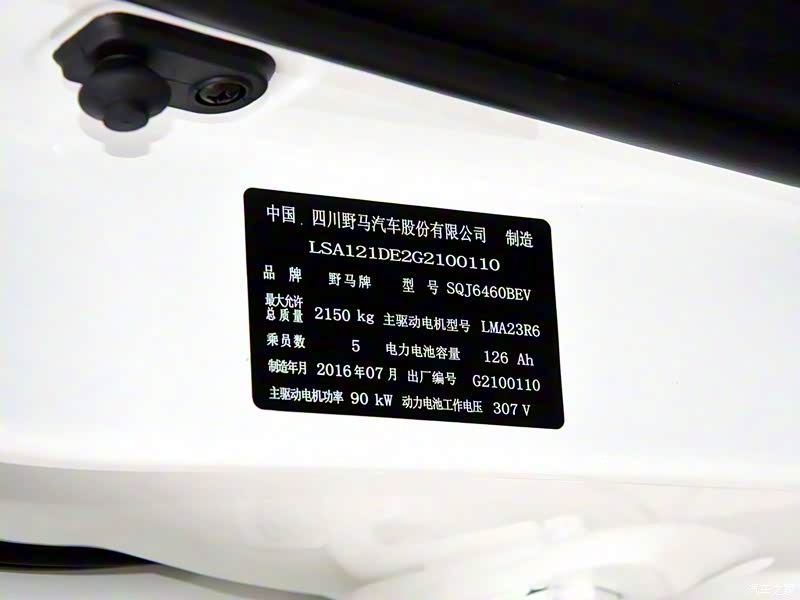 中国．四川野马汽车股份有限公司 制造
LSA121DE2G2100110
品 牌 野马牌 型 号 SQJ6460BEV
最大允许总质量 2150 kg 主驱动电机型号 LMA23R6
乘员数 5 电力电池容量 126 Ah
制造年月 2016年07月 出厂编号 G2100110
主驱动电机功率 90 kW 动力电池工作电压 307 V
汽车之家